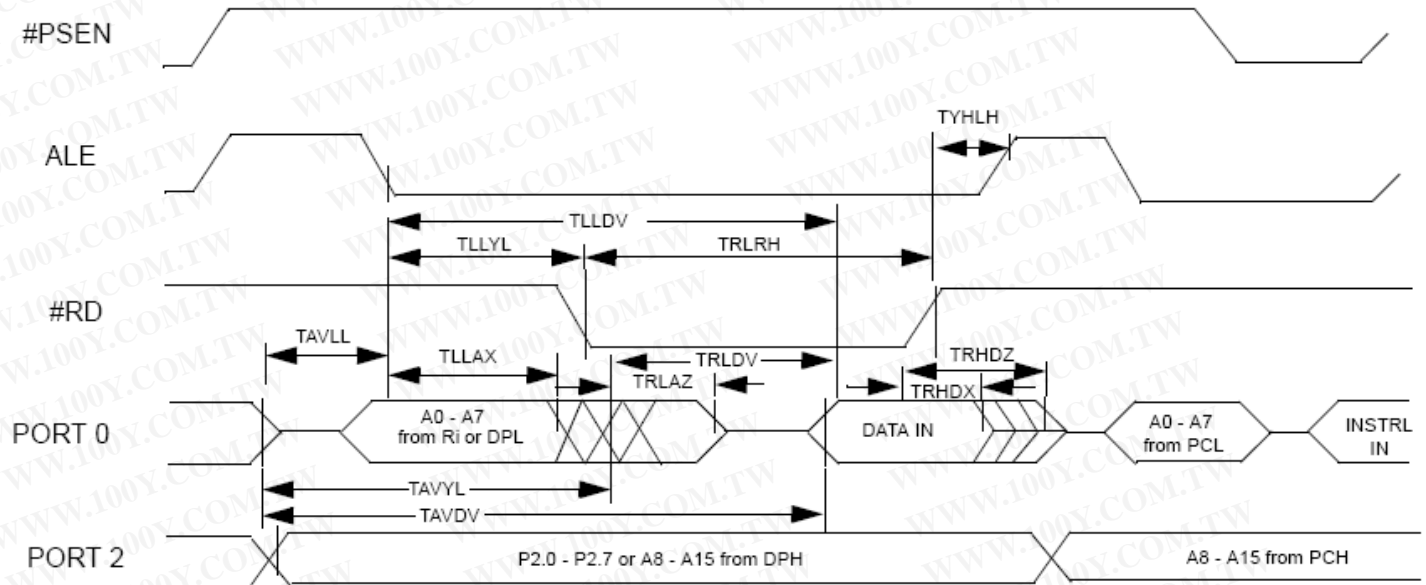 #PSEN
TYHLH
ALE
TLLDV
TLLYL
TRLRH
#RD
TAVLL
TLLAX
TRLDV
TRHDZ
TRLAZ
TRHDX
PORT 0
A0 - A7
from Ri or DPL
DATA IN
A0 - A7
from PCL
INSTRL
IN
TAVYL
TAVDV
PORT 2
P2.0 - P2.7 or A8 - A15 from DPH
A8 - A15 from PCH
WWW.100Y.COM.TW